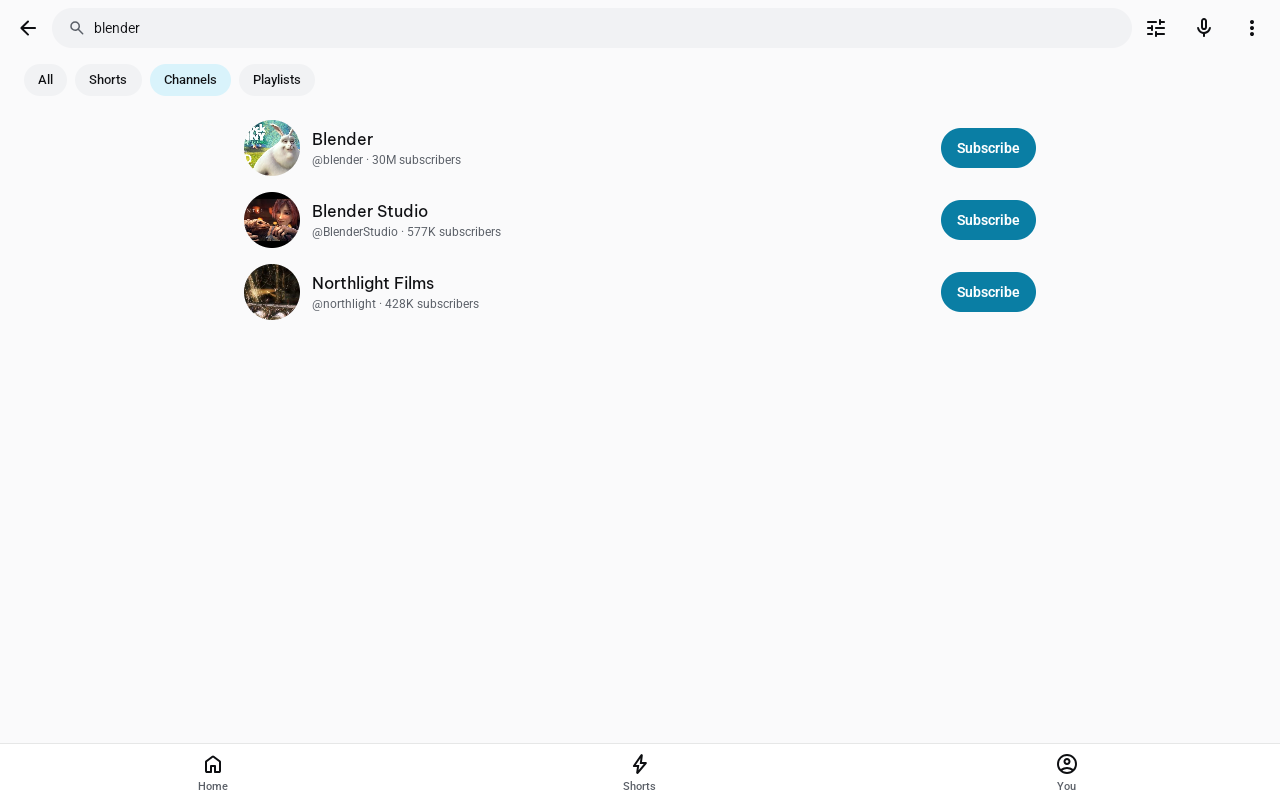 blender
All
Shorts
Channels
Playlists
Blender
@blender · 30M subscribers
Subscribe
Blender Studio
@BlenderStudio · 577K subscribers
Subscribe
Northlight Films
@northlight · 428K subscribers
Subscribe
Home
Shorts
You